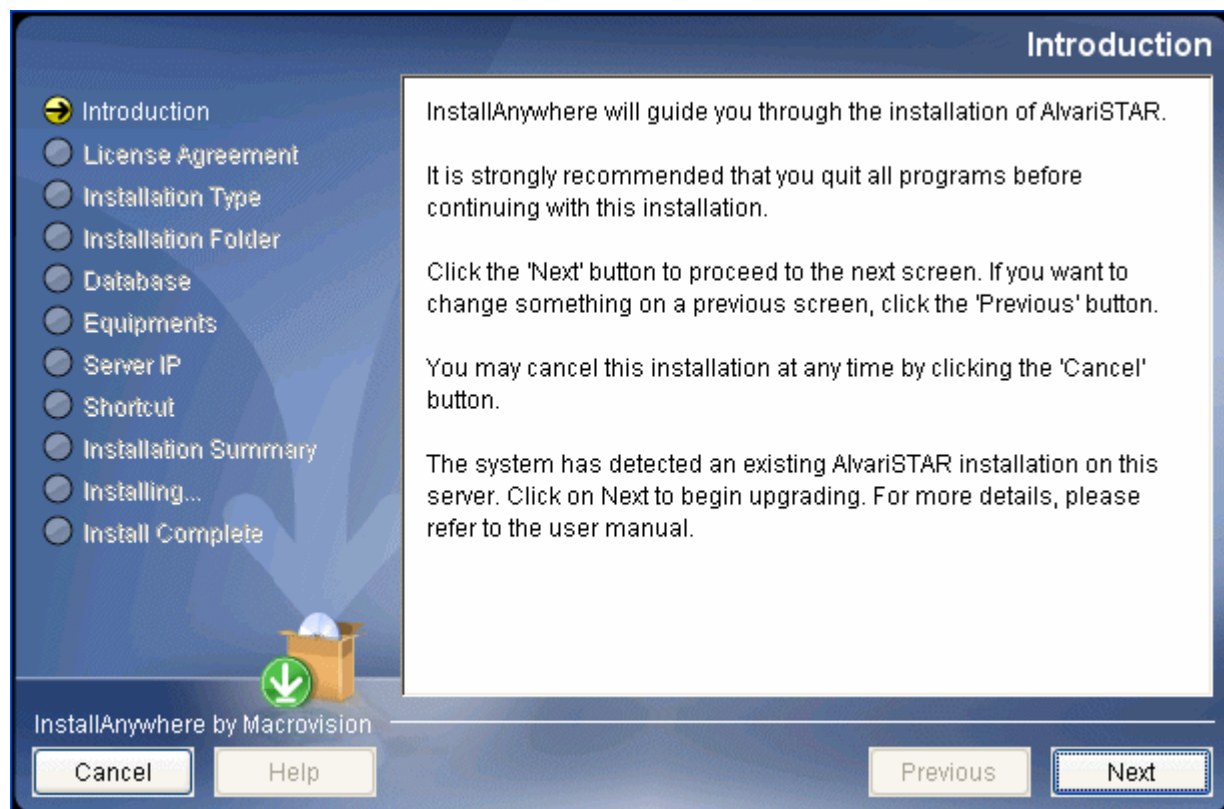 Introduction
Introduction
License Agreement
Installation Type
Installation Folder
Database
Equipments
Server IP
Shortcut
Installation Summary
Installing...
Install Complete
InstallAnywhere will guide you through the installation of AlvariSTAR.
It is strongly recommended that you quit all programs before
continuing with this installation.
Click the 'Next' button to proceed to the next screen. If you want to
change something on a previous screen, click the 'Previous' button.
You may cancel this installation at any time by clicking the 'Cancel'
button.
The system has detected an existing AlvariSTAR installation on this
server. Click on Next to begin upgrading. For more details, please
refer to the user manual.
InstallAnywhere by Macrovision
Cancel
Help
Previous
Next